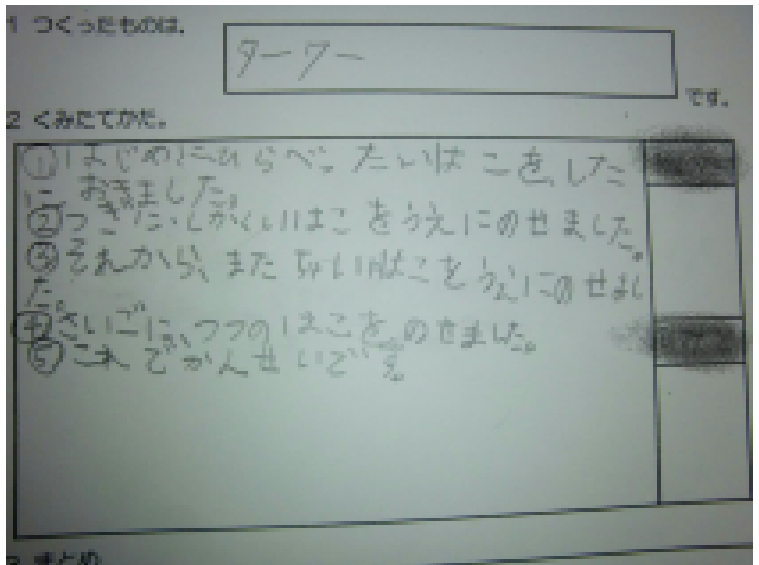 1 つくったものは、
タワー
です。
2 くみたてかた。
①はじめにひらべったいはこをした
に、おきました。
②つぎに、しかくいはこをうえにのせました。
③それから、また はこをうえにのせまし
た。
④さいごに、つつのはこを、のせました。
⑤これでかんせいです。
3 まとめ